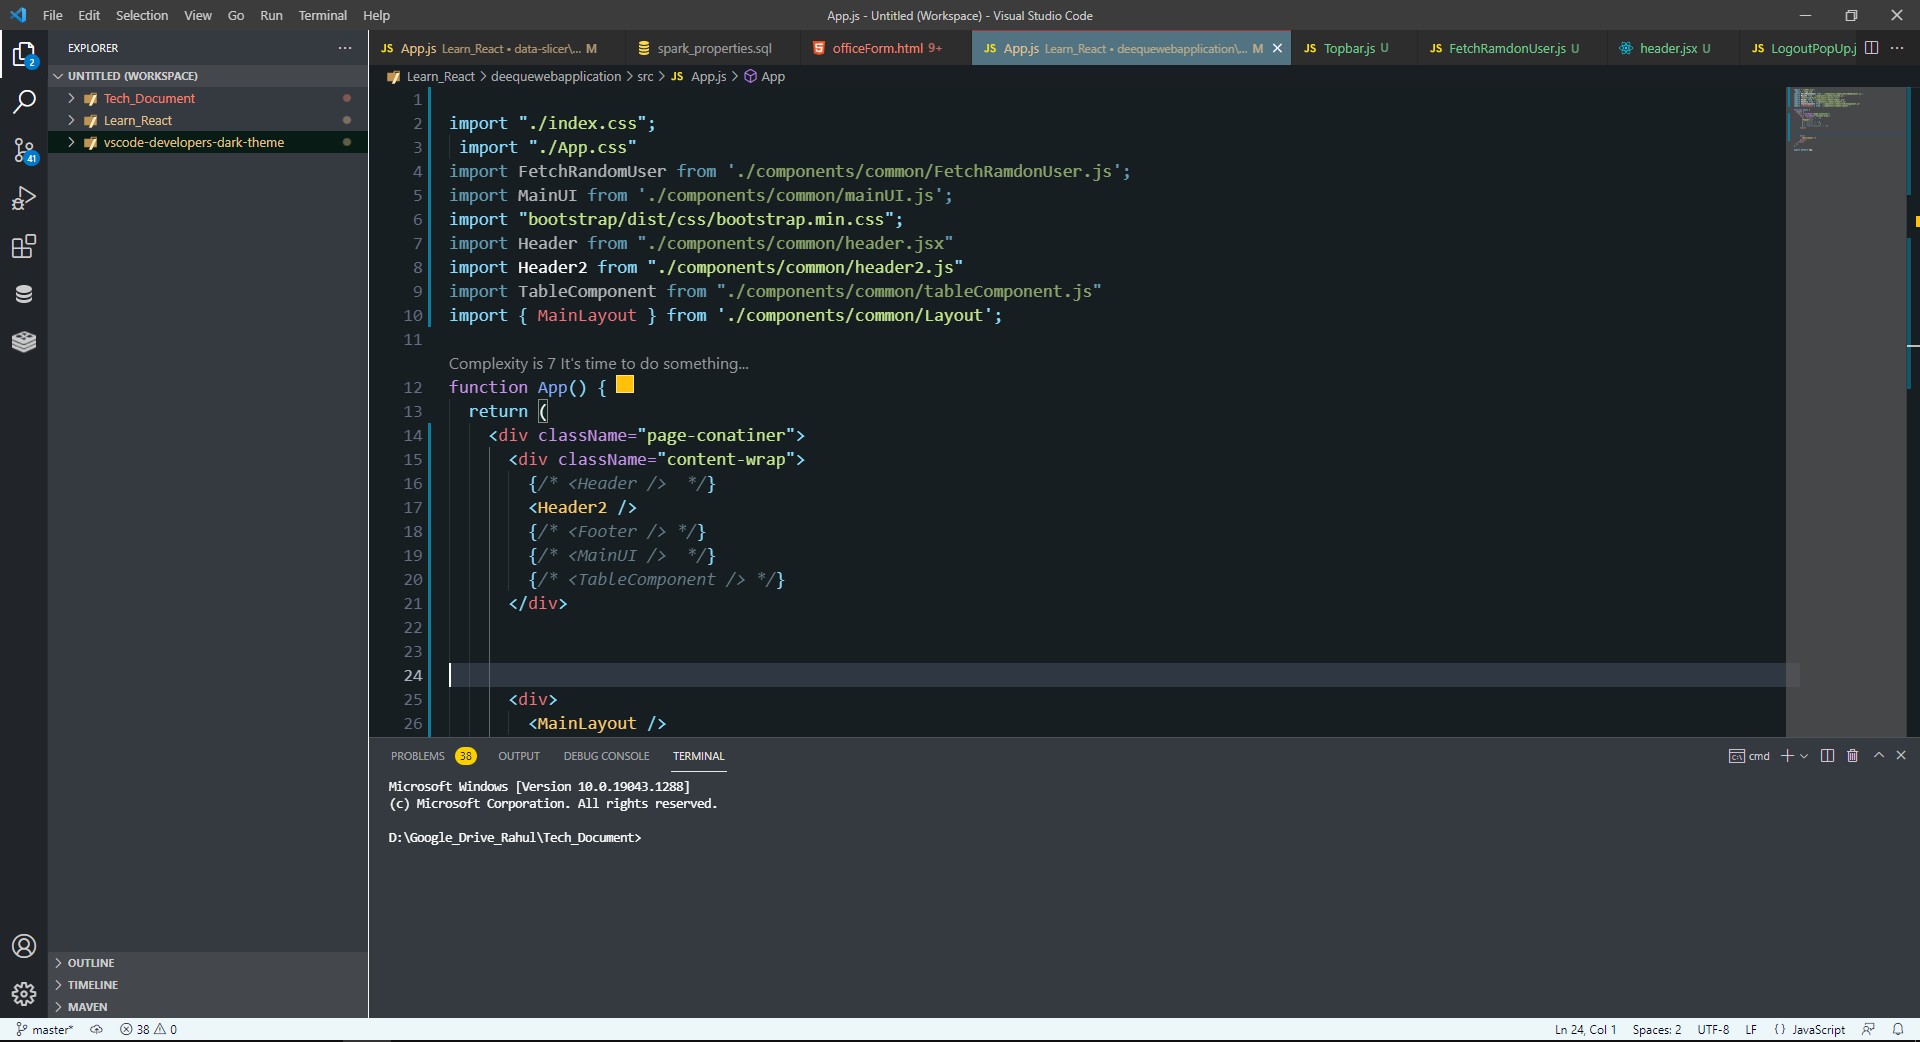 File Edit Selection View Go Run Terminal Help App.js - Untitled (Workspace) - Visual Studio Code
EXPLORER
UNTITLED (WORKSPACE)
Tech_Document
Learn_React
vscode-developers-dark-theme
OUTLINE
TIMELINE
MAVEN
2
41
JS App.js Learn_React • data-slicer\... M spark_properties.sql officeForm.html 9+ JS App.js Learn_React • deequewebapplication\... M JS Topbar.js U JS FetchRamdonUser.js U header.jsx U JS LogoutPopUp.j
Learn_React > deequewebapplication > src > JS App.js > App
1
2 import "./index.css";
3 import "./App.css"
4 import FetchRandomUser from './components/common/FetchRamdonUser.js';
5 import MainUI from './components/common/mainUI.js';
6 import "bootstrap/dist/css/bootstrap.min.css";
7 import Header from "./components/common/header.jsx"
8 import Header2 from "./components/common/header2.js"
9 import TableComponent from "./components/common/tableComponent.js"
10 import { MainLayout } from './components/common/Layout';
11
Complexity is 7 It's time to do something...
12 function App() {
13 return (
14 <div className="page-conatiner">
15 <div className="content-wrap">
16 {/* <Header />  */}
17 <Header2 />
18 {/* <Footer /> */}
19 {/* <MainUI />  */}
20 {/* <TableComponent /> */}
21 </div>
22
23
24
25 <div>
26 <MainLayout />
PROBLEMS 38 OUTPUT DEBUG CONSOLE TERMINAL cmd
Microsoft Windows [Version 10.0.19043.1288]
(c) Microsoft Corporation. All rights reserved.
D:\Google_Drive_Rahul\Tech_Document>
master* 38 0 Ln 24, Col 1 Spaces: 2 UTF-8 LF {} JavaScript